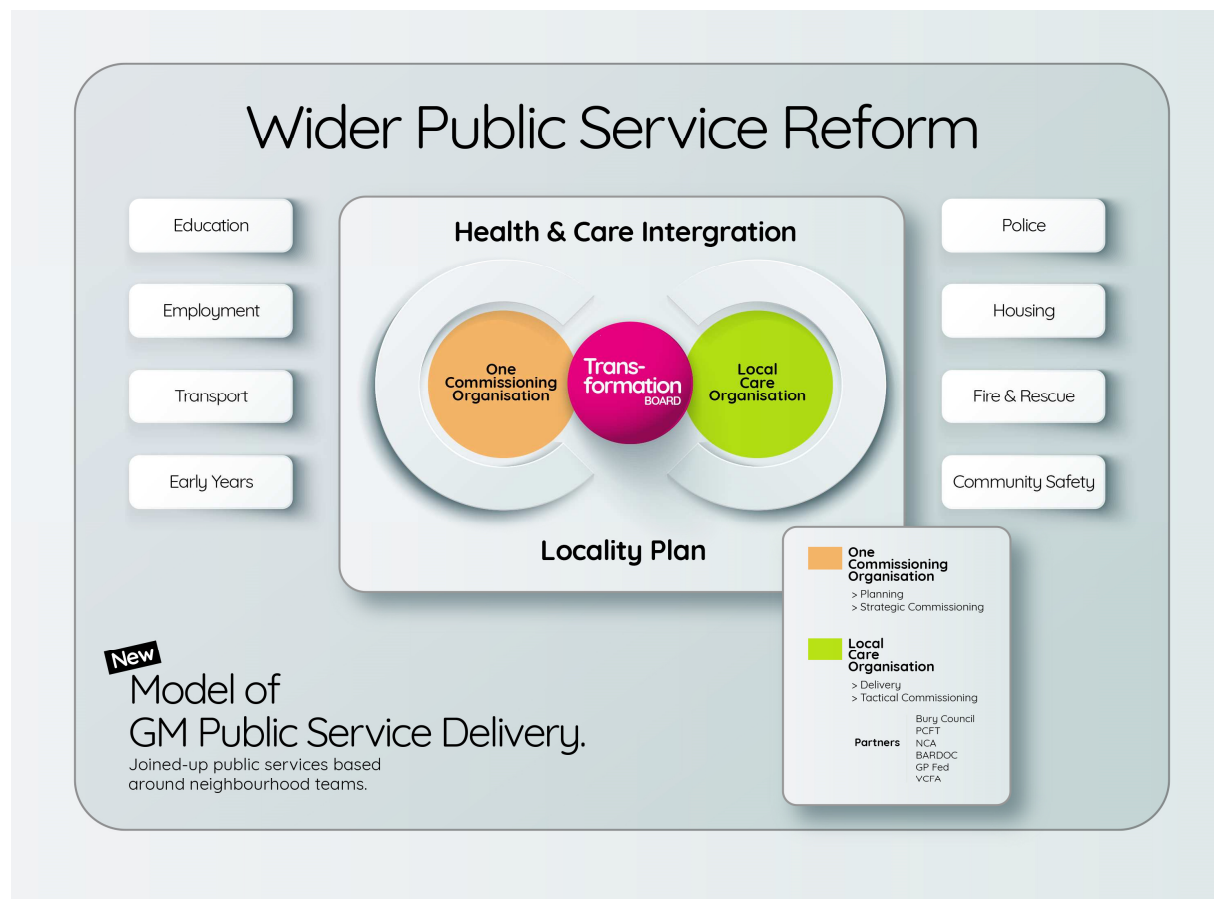 Wider Public Service Reform
Education
Employment
Transport
Early Years
Health & Care Intergration
One
Commissioning
Organisation
Trans-
formation
BOARD
Local
Care
Organisation
Locality Plan
Police
Housing
Fire & Rescue
Community Safety
One
Commissioning
Organisation
> Planning
> Strategic Commissioning
Local
Care
Organisation
> Delivery
> Tactical Commissioning
Partners
Bury Council
PCFT
NCA
BARDOC
GP Fed
VCFA
New
Model of
GM Public Service Delivery.
Joined-up public services based
around neighbourhood teams.